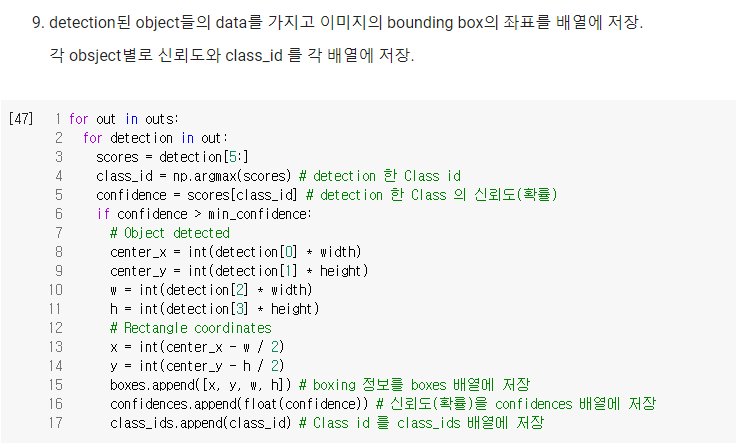 9. detection된 object들의 data를 가지고 이미지의 bounding box의 좌표를 배열에 저장.
각 obsject별로 신뢰도와 class_id 를 각 배열에 저장.
[47] 1 for out in outs:
2   for detection in out:
3     scores = detection[5:]
4     class_id = np.argmax(scores) # detection 한 Class id
5     confidence = scores[class_id] # detection 한 Class 의 신뢰도(확률)
6     if confidence > min_confidence:
7       # Object detected
8       center_x = int(detection[0] * width)
9       center_y = int(detection[1] * height)
10       w = int(detection[2] * width)
11       h = int(detection[3] * height)
12       # Rectangle coordinates
13       x = int(center_x - w / 2)
14       y = int(center_y - h / 2)
15       boxes.append([x, y, w, h]) # boxing 정보를 boxes 배열에 저장
16       confidences.append(float(confidence)) # 신뢰도(확률)을 confidences 배열에 저장
17       class_ids.append(class_id) # Class id 를 class_ids 배열에 저장